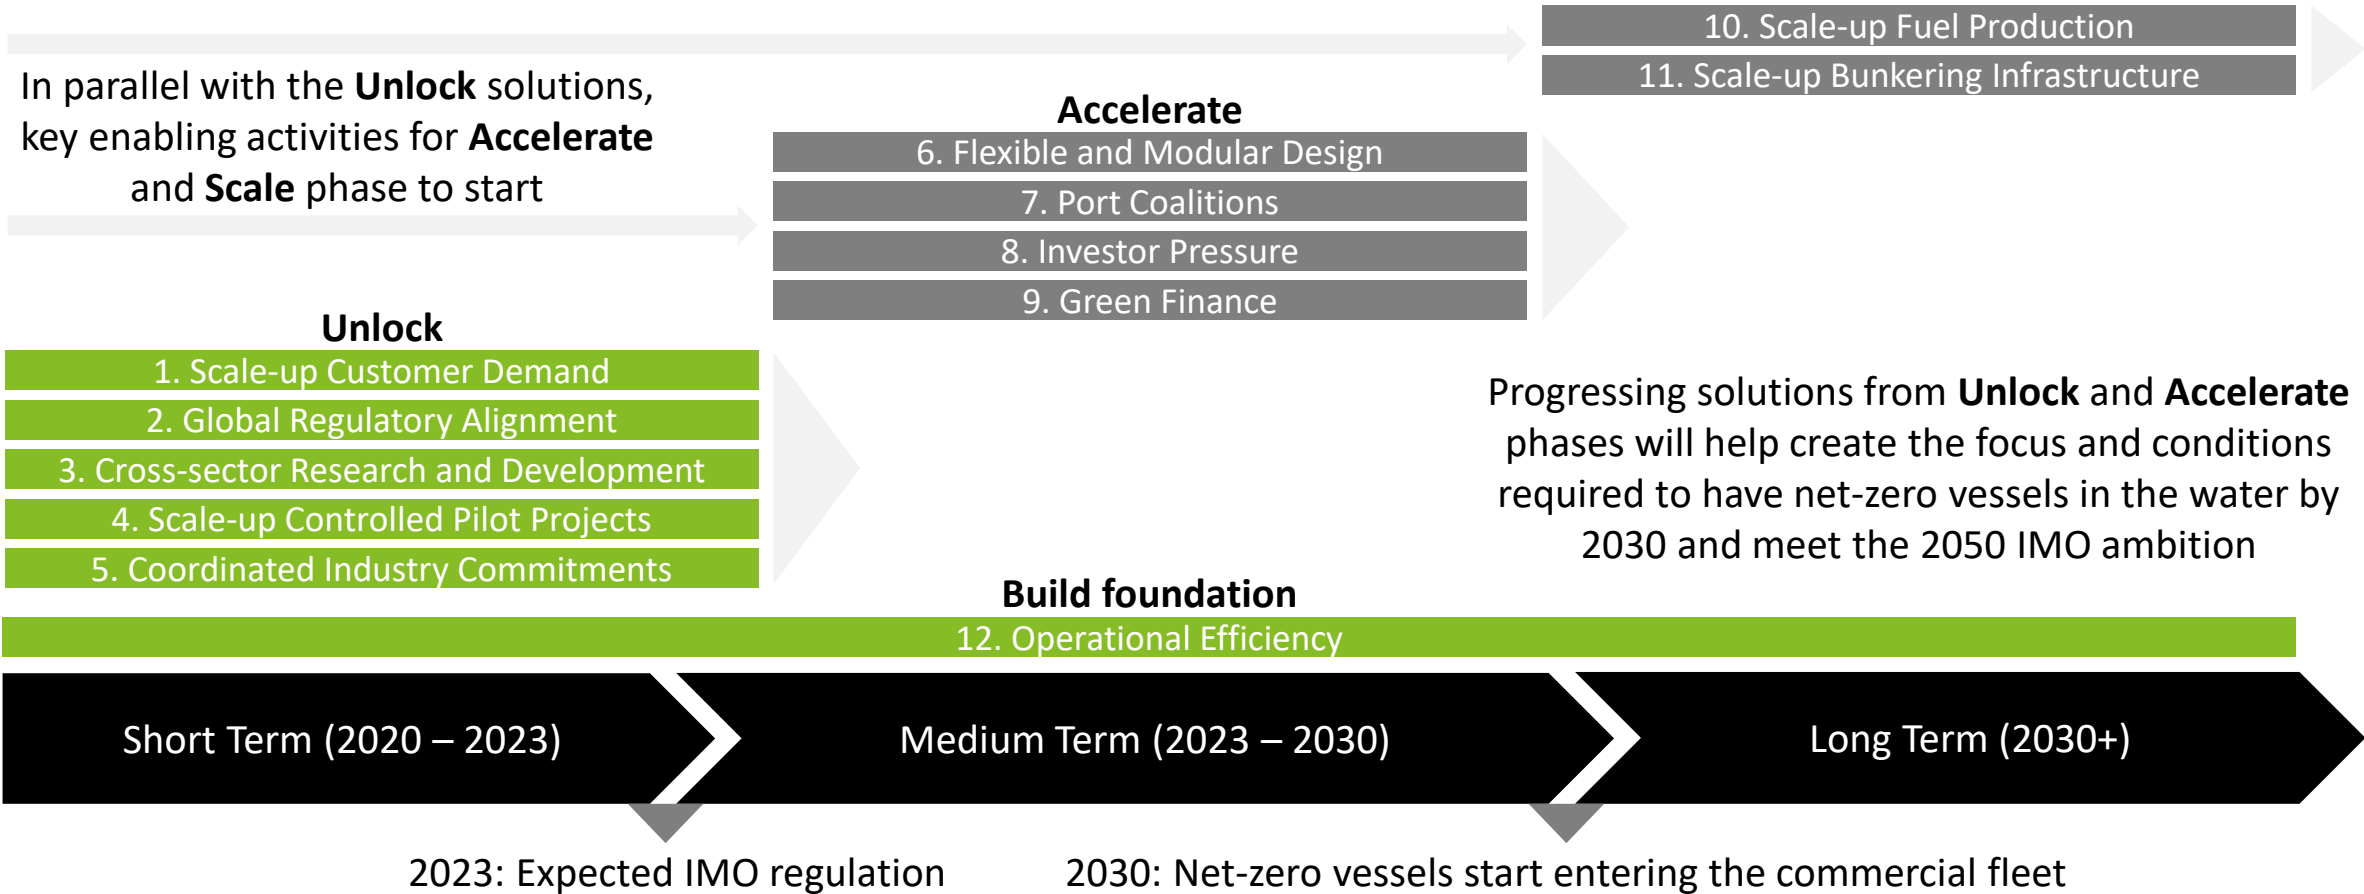 10. Scale-up Fuel Production
11. Scale-up Bunkering Infrastructure
In parallel with the Unlock solutions,
key enabling activities for Accelerate
and Scale phase to start
Accelerate
6. Flexible and Modular Design
7. Port Coalitions
8. Investor Pressure
9. Green Finance
Unlock
1. Scale-up Customer Demand
2. Global Regulatory Alignment
3. Cross-sector Research and Development
4. Scale-up Controlled Pilot Projects
5. Coordinated Industry Commitments
Progressing solutions from Unlock and Accelerate
phases will help create the focus and conditions
required to have net-zero vessels in the water by
2030 and meet the 2050 IMO ambition
Build foundation
12. Operational Efficiency
Short Term (2020 – 2023)
Medium Term (2023 – 2030)
Long Term (2030+)
2023: Expected IMO regulation
2030: Net-zero vessels start entering the commercial fleet